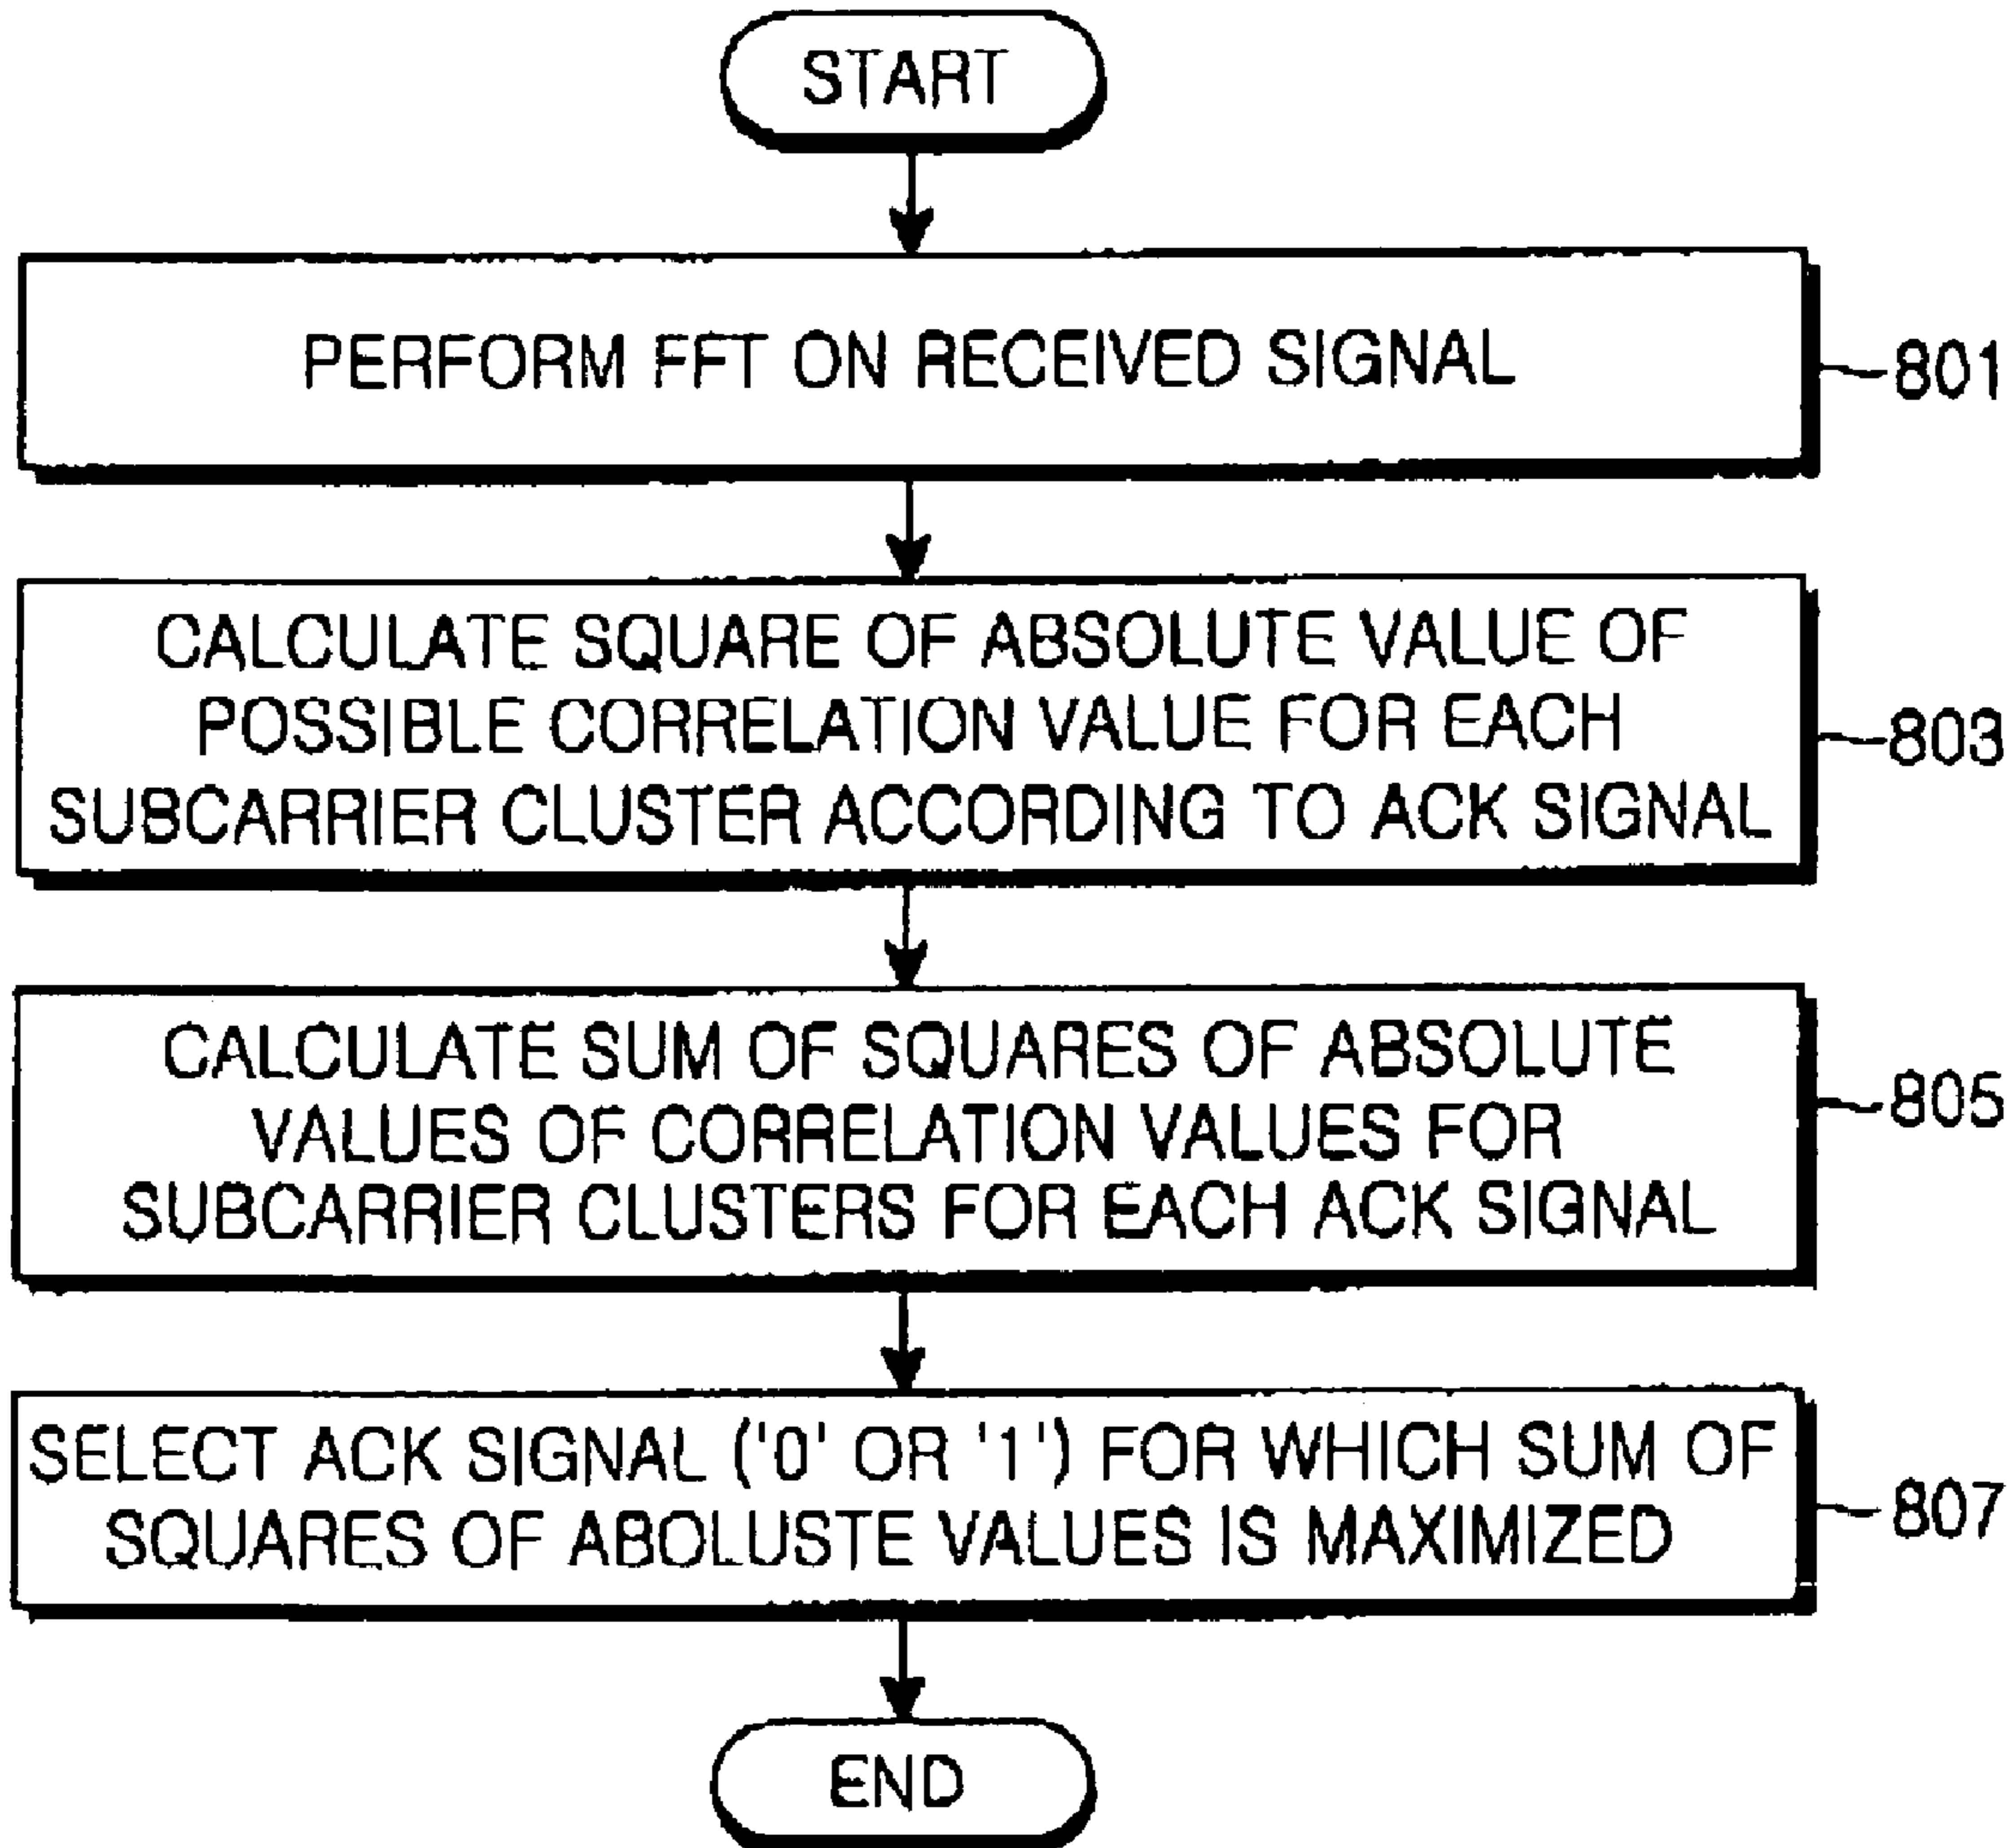 START
PERFORM FFT ON RECEIVED SIGNAL
801
CALCULATE SQUARE OF ABSOLUTE VALUE OF
POSSIBLE CORRELATION VALUE FOR EACH
SUBCARRIER CLUSTER ACCORDING TO ACK SIGNAL
803
CALCULATE SUM OF SQUARES OF ABSOLUTE
VALUES OF CORRELATION VALUES FOR
SUBCARRIER CLUSTERS FOR EACH ACK SIGNAL
805
SELECT ACK SIGNAL ('0' OR '1') FOR WHICH SUM OF
SQUARES OF ABOLUSTE VALUES IS MAXIMIZED
807
END